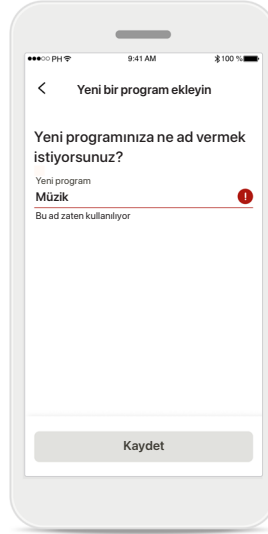 PH 9:41 AM 100 %
Yeni bir program ekleyin
Yeni programınıza ne ad vermek
istiyorsunuz?
Yeni program
Müzik
Bu ad zaten kullanılıyor
Kaydet